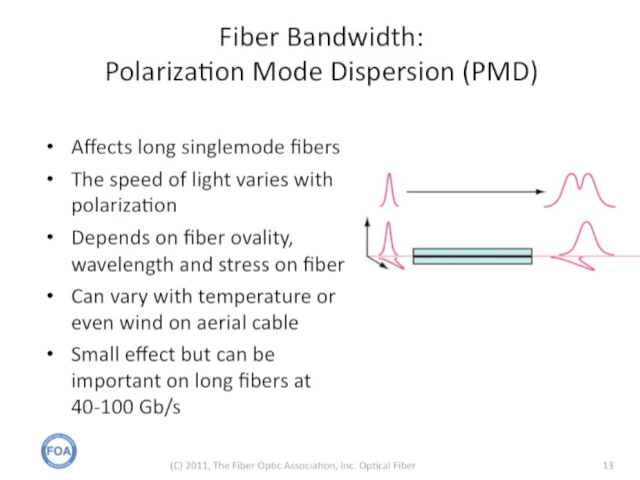 Fiber Bandwidth:
Polarization Mode Dispersion (PMD)
• Affects long singlemode fibers
• The speed of light varies with
polarization
• Depends on fiber ovality,
wavelength and stress on fiber
• Can vary with temperature or
even wind on aerial cable
• Small effect but can be
important on long fibers at
40-100 Gb/s
FOA
(C) 2011, The Fiber Optic Association, Inc. Optical Fiber
13